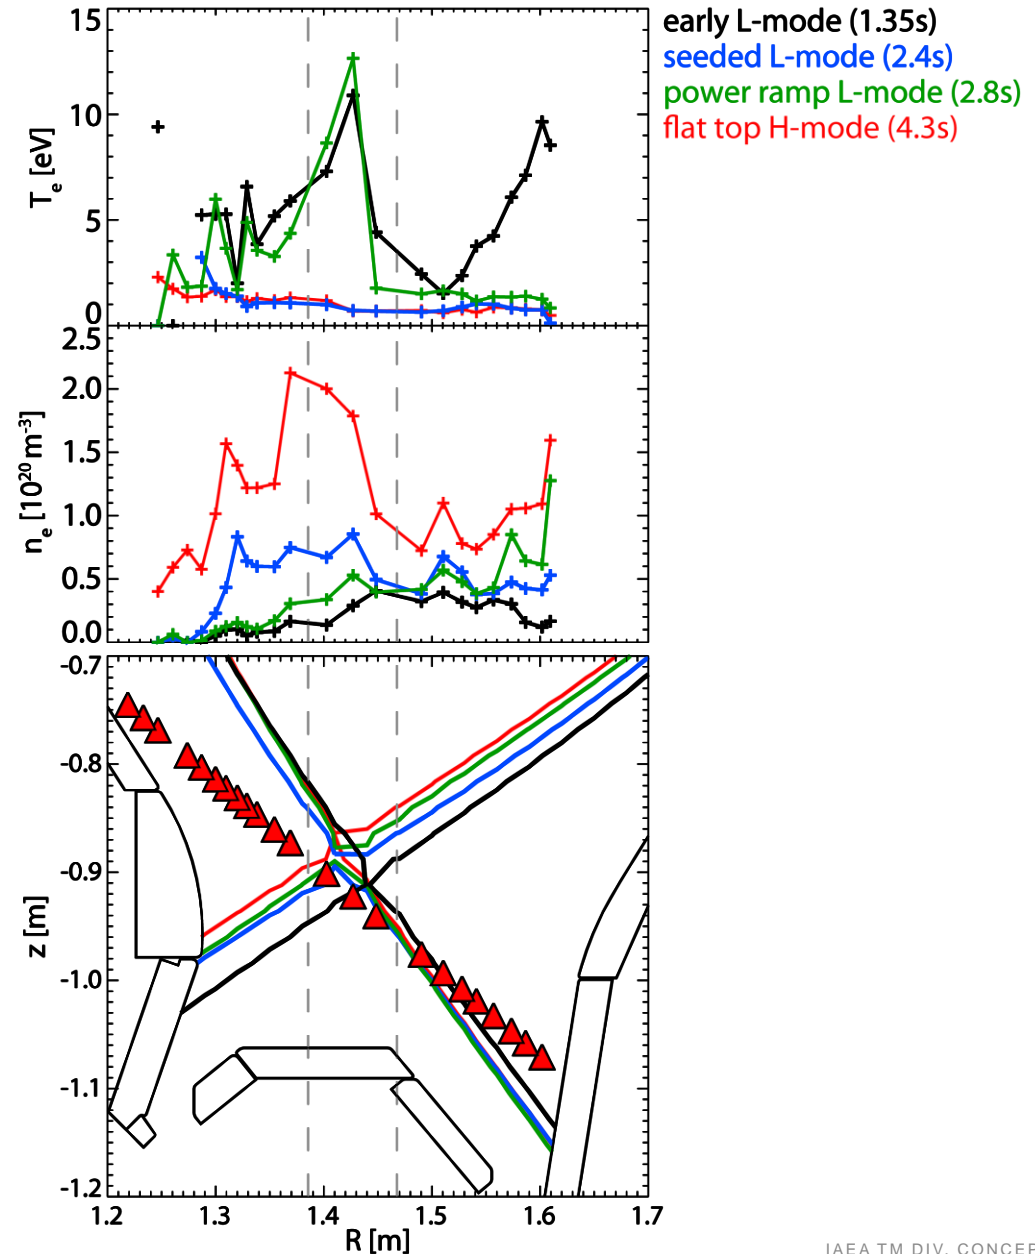 early L-mode (1.35s)
seeded L-mode (2.4s)
power ramp L-mode (2.8s)
flat top H-mode (4.3s)
15
10
5
0
Te [eV]
2.5
2.0
1.5
1.0
0.5
0.0
ne [10²⁰ m⁻³]
-0.7
-0.8
-0.9
-1.0
-1.1
-1.2
z [m]
1.2 1.3 1.4 1.5 1.6 1.7
R [m]
IAEA TM DIV. CONCEP